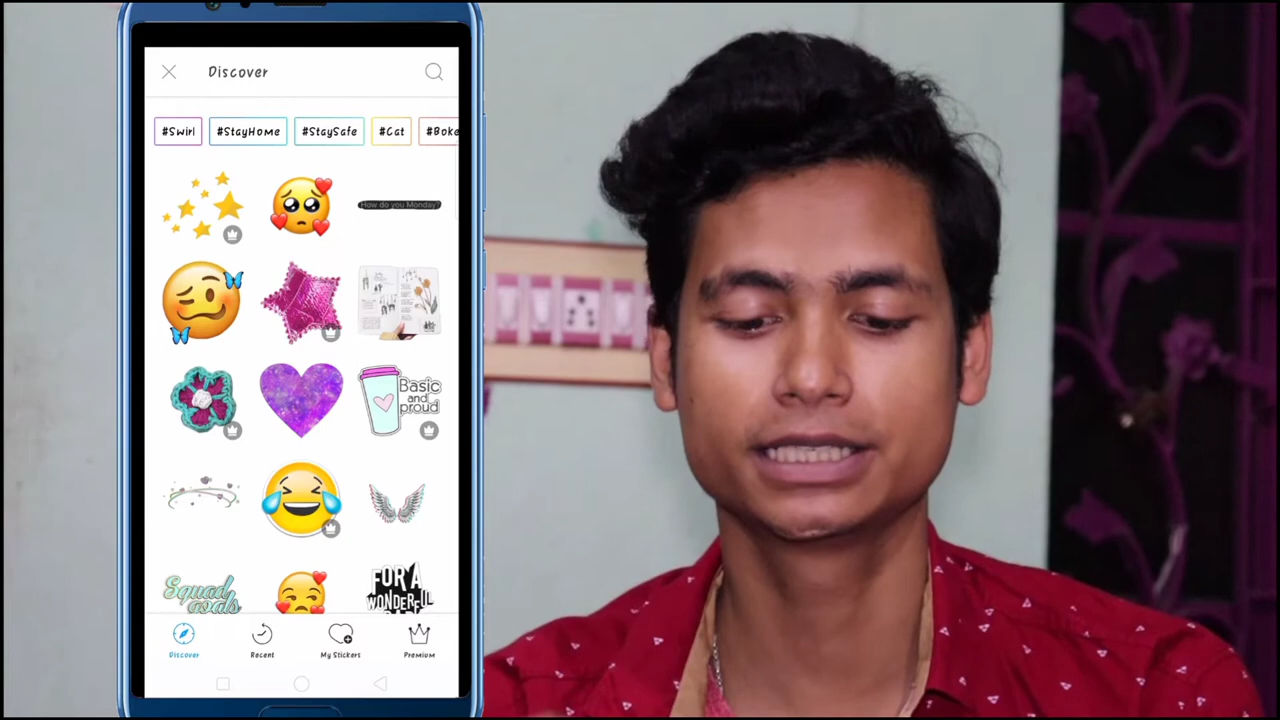 Discover
#Swirl #StayHome #StaySafe #Cat #Boke
How do you Monday?
Basic
and
proud
Squad
goals
FOR A
WONDERFUL
Discover Recent My Stickers Premium